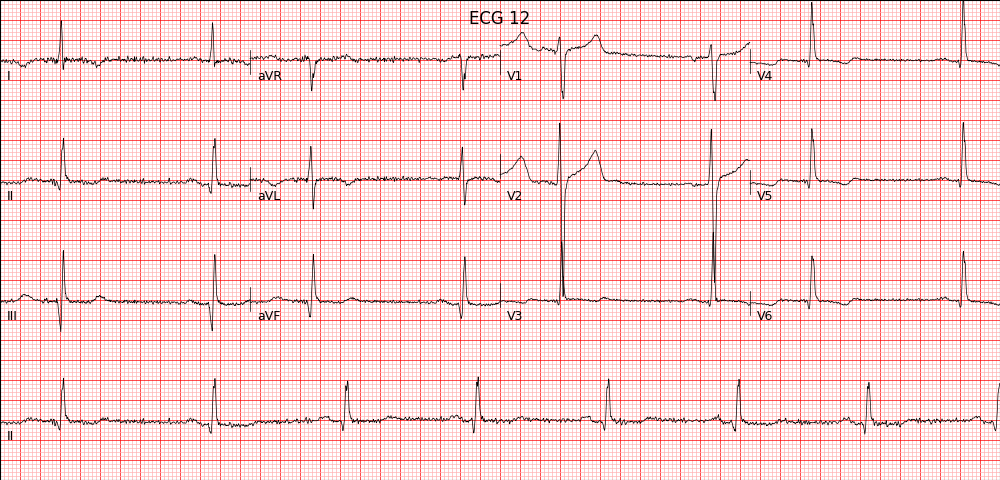 ECG 12
I aVR V1 V4
II aVL V2 V5
III aVF V3 V6
II